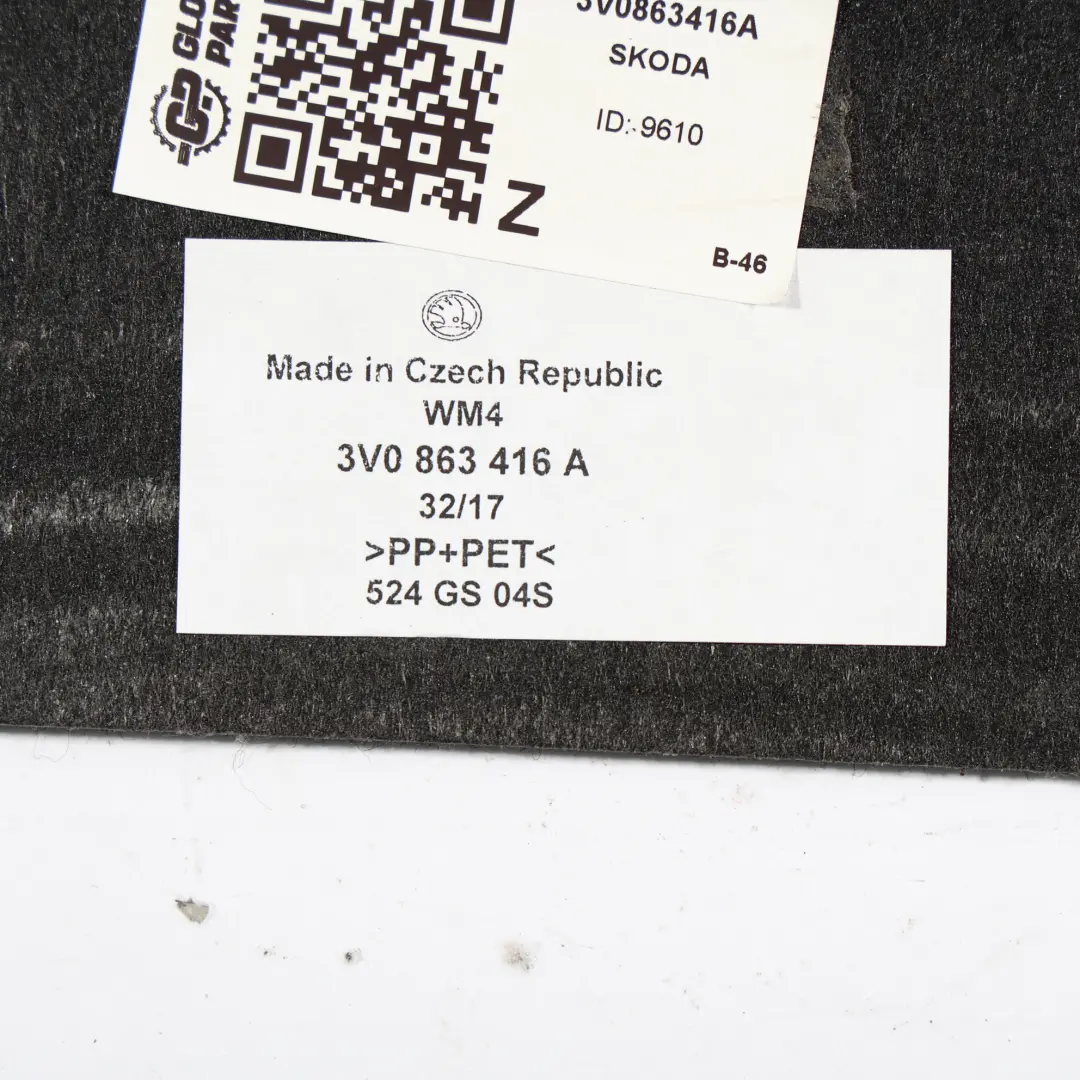 3V0863416A
SKODA
ID: 9610
Z
B-46
Made in Czech Republic
WM4
3V0 863 416 A
32/17
>PP+PET<
524 GS 04S